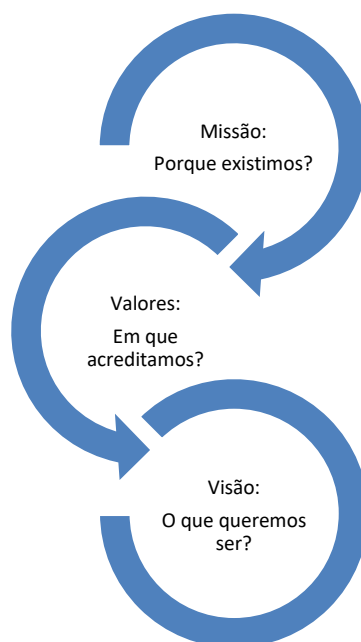 Missão:
Porque existimos?
Valores:
Em que
acreditamos?
Visão:
O que queremos
ser?